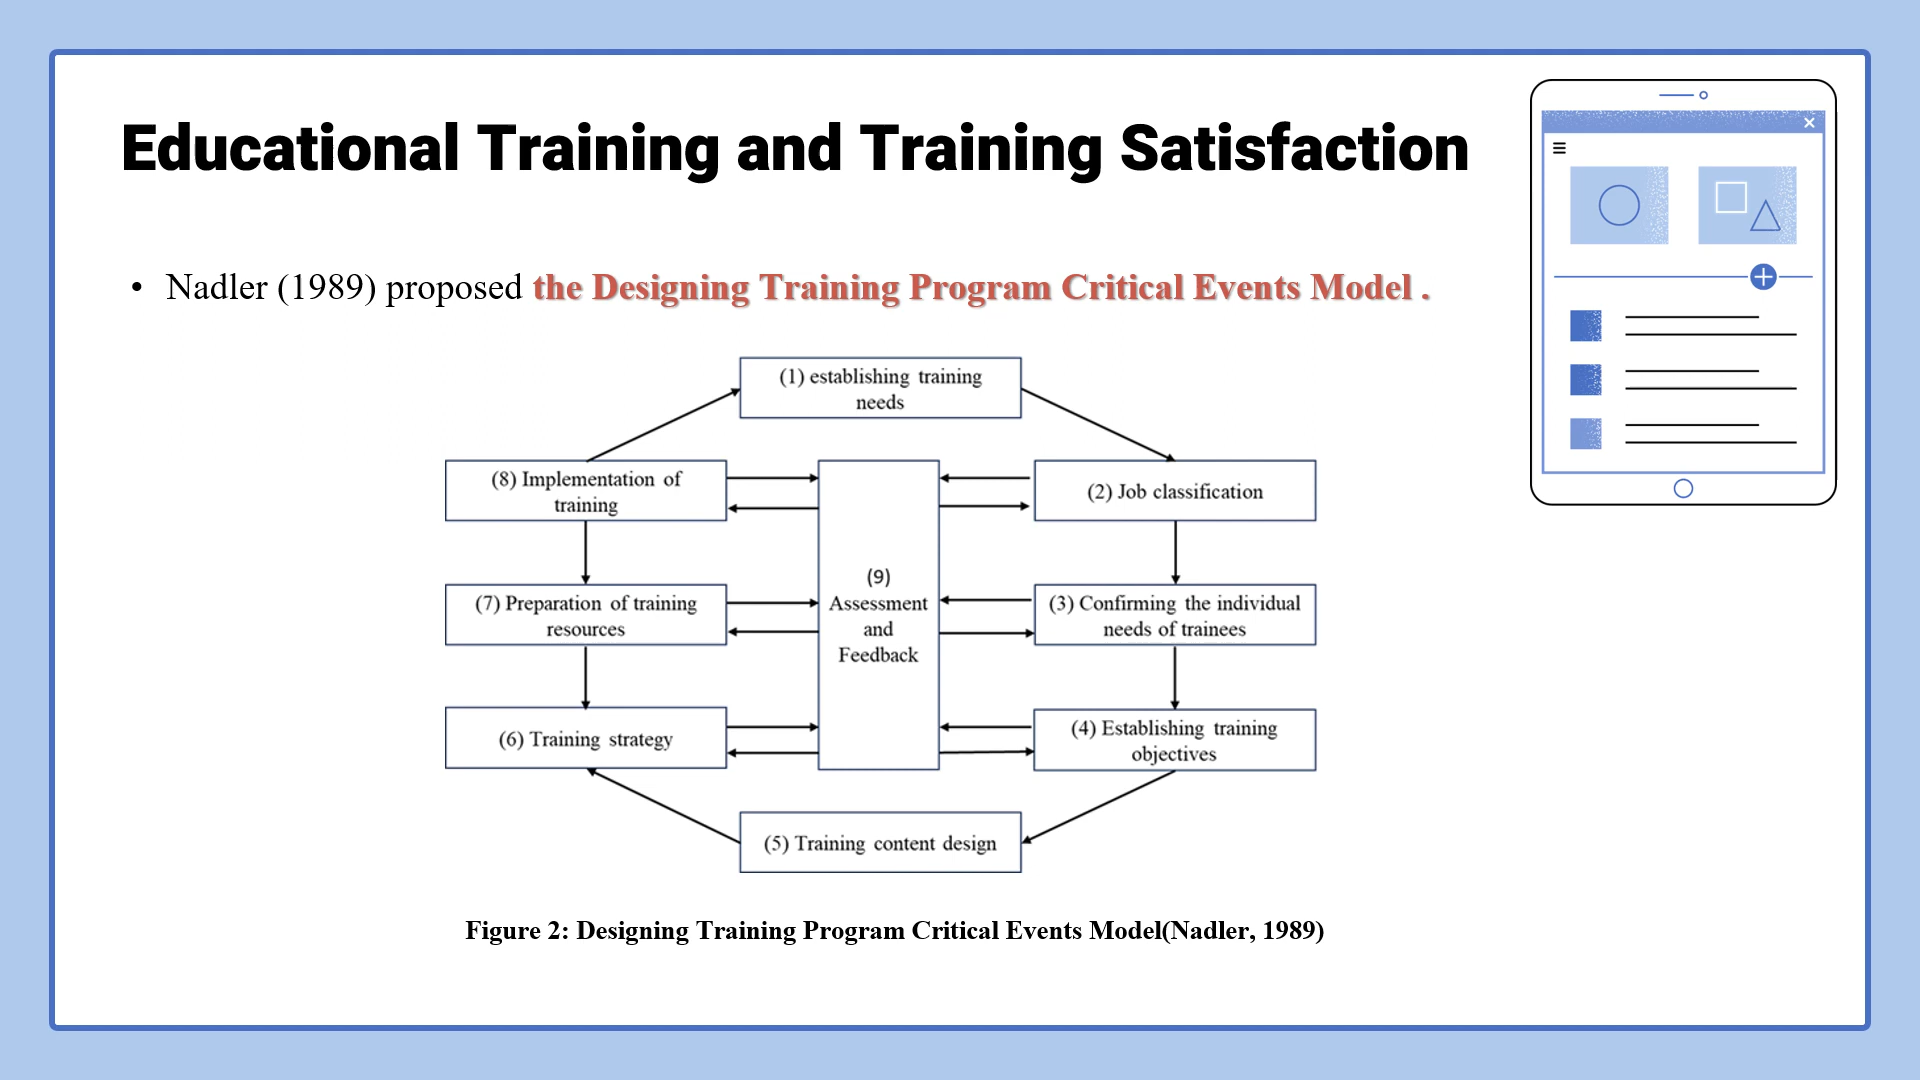 Educational Training and Training Satisfaction
• Nadler (1989) proposed the Designing Training Program Critical Events Model .
(1) establishing training
needs
(8) Implementation of
training
(2) Job classification
(9)
Assessment
and
Feedback
(7) Preparation of training
resources
(3) Confirming the individual
needs of trainees
(6) Training strategy
(4) Establishing training
objectives
(5) Training content design
Figure 2: Designing Training Program Critical Events Model(Nadler, 1989)